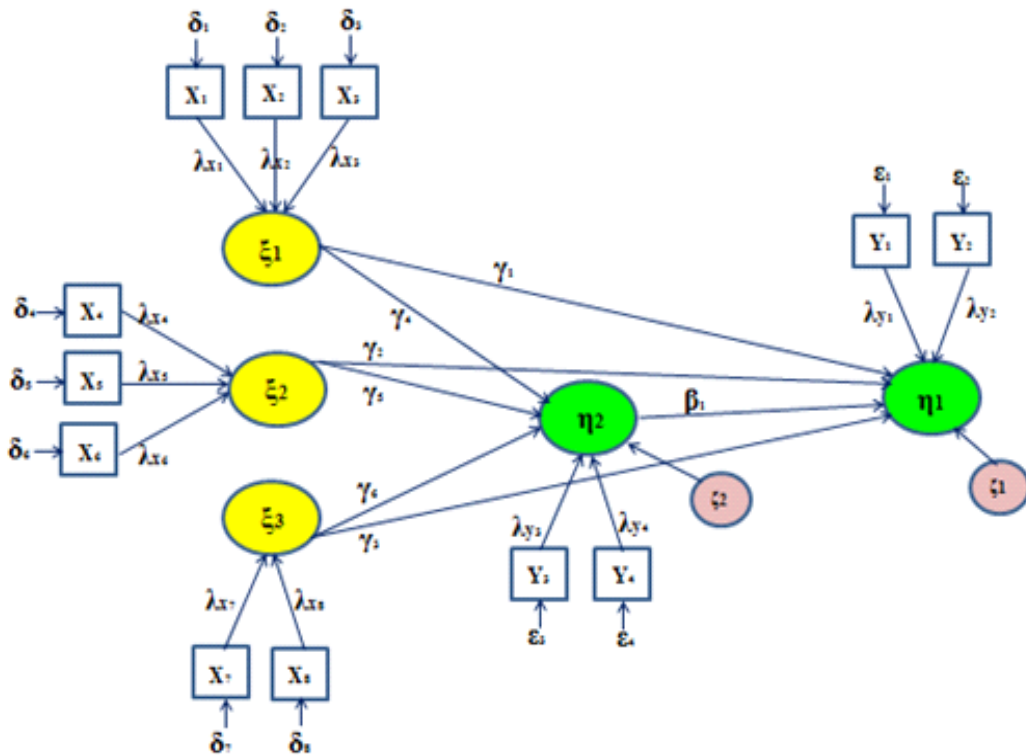 δ₁ δ₂ δ₃
X₁ X₂ X₃
λx₁ λx₂ λx₃
ξ1
ε₁ ε₂
Y₁ Y₂
λy₁ λy₂
γ₁
γ₄
δ₄ X₄ λx₄
δ₅ X₅ λx₅
δ₆ X₆ λx₆
ξ2
γ₂
γ₅
η2
β₁
η1
ξ3
γ₆
γ₃
ζ2
ζ1
λy₃ λy₄
Y₃ Y₄
ε₃ ε₄
λx₇ λx₈
X₇ X₈
δ₇ δ₈